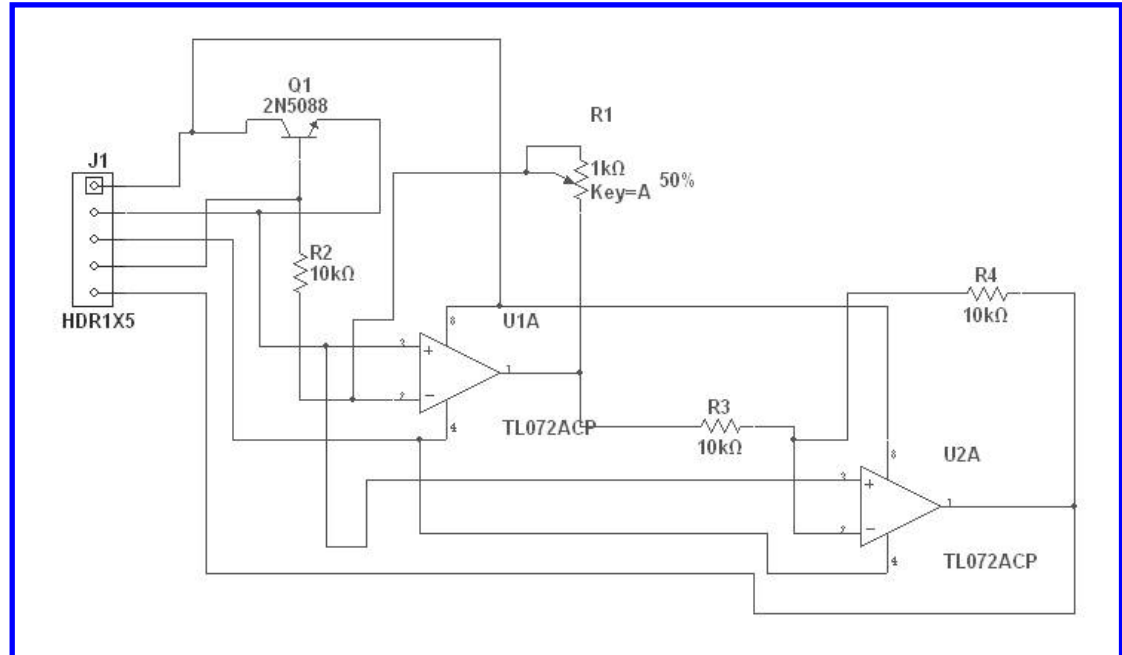 Q1
2N5088
R1
J1
1kΩ
Key=A
50%
R2
10kΩ
HDR1X5
R4
10kΩ
8
U1A
3
1
2
R3
10kΩ
4
TL072ACP
8
U2A
3
1
2
4
TL072ACP